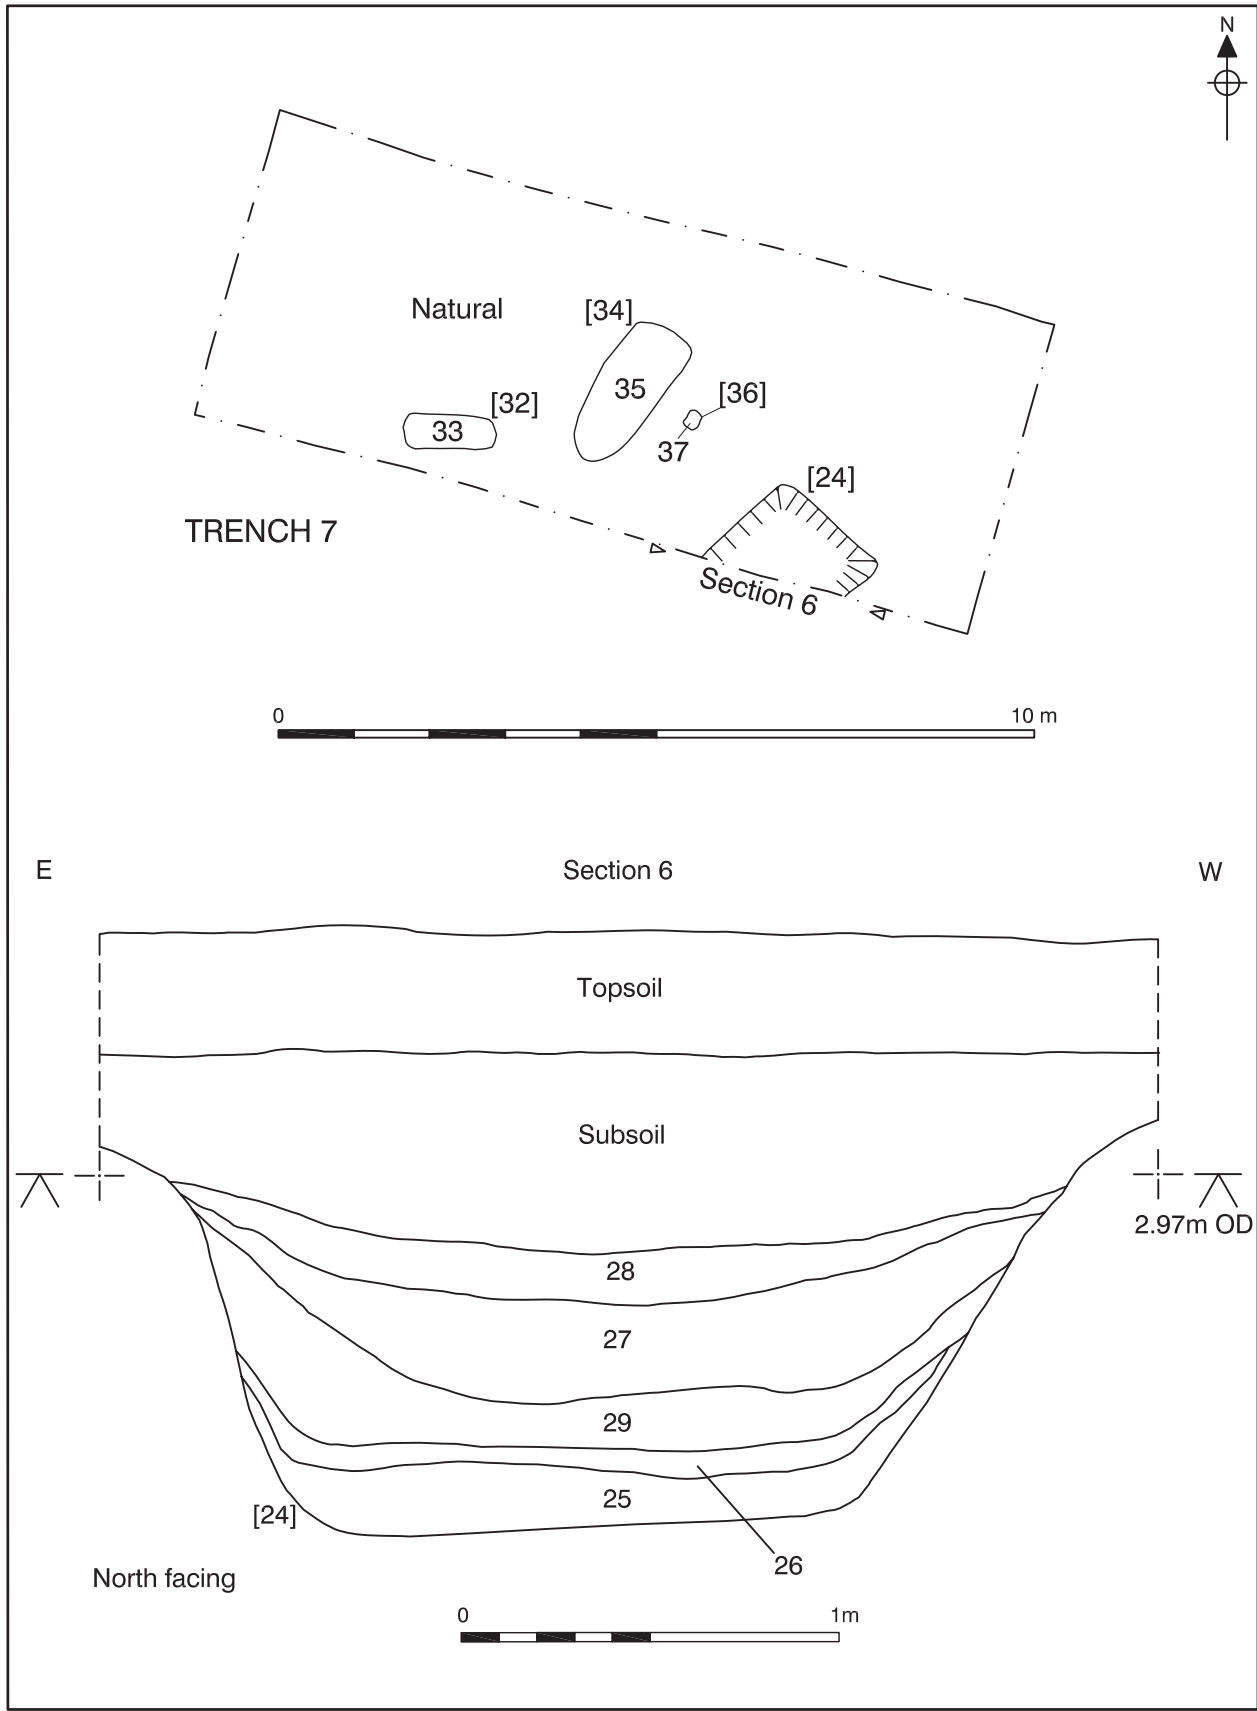 N
Natural
[34]
35
[36]
[32]
33
37
[24]
TRENCH 7
Section 6
0
10 m
E
Section 6
W
Topsoil
Subsoil
2.97m OD
28
27
29
25
[24]
26
North facing
0
1m